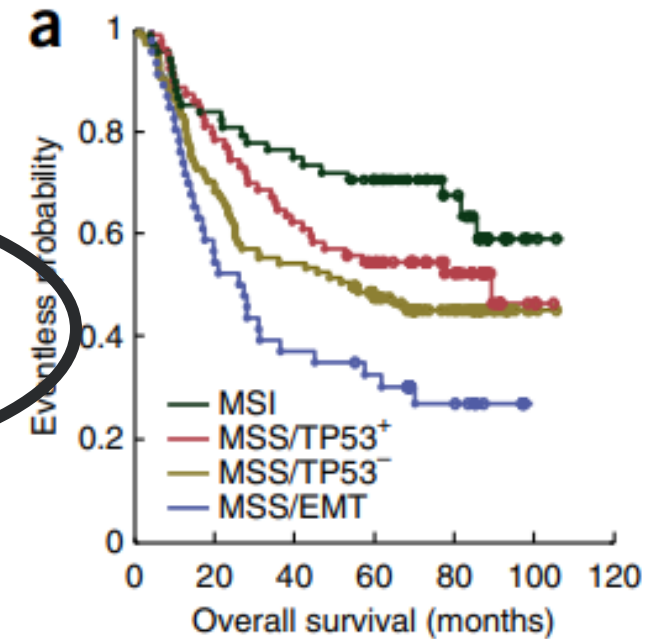 a
Eventless probability
1
0.8
0.6
0.4
0.2
0
MSI
MSS/TP53⁺
MSS/TP53⁻
MSS/EMT
0 20 40 60 80 100 120
Overall survival (months)